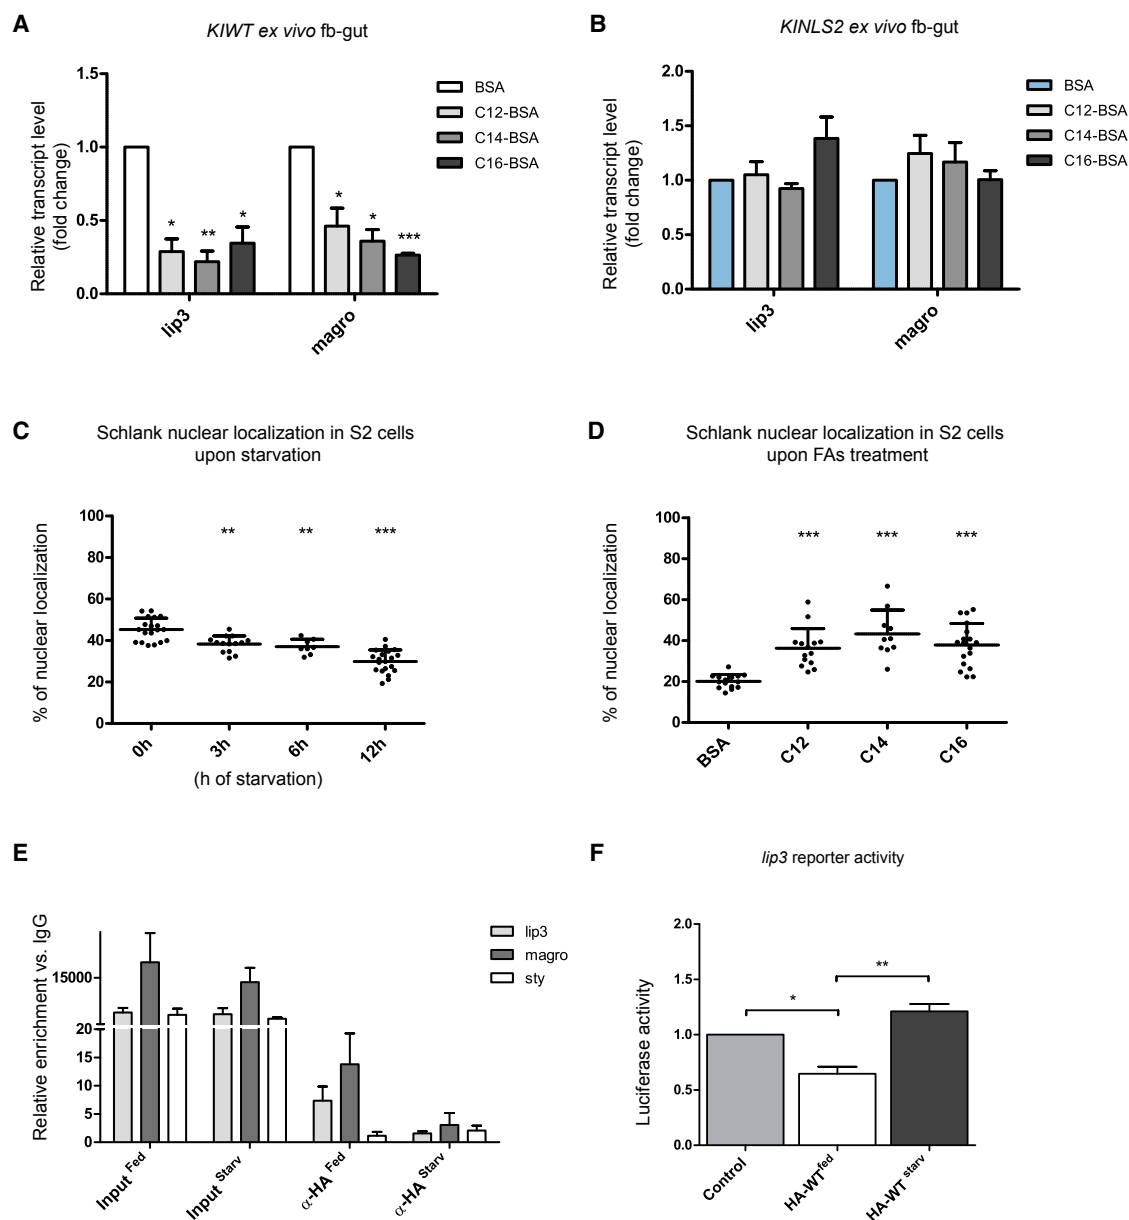 A
KIWT ex vivo fb-gut
Relative transcript level
(fold change)
1.5
1.0
0.5
0.0
BSA
C12-BSA
C14-BSA
C16-BSA
*
**
*
*
*
***
lip3
magro
B
KINLS2 ex vivo fb-gut
Relative transcript level
(fold change)
2.0
1.5
1.0
0.5
0.0
BSA
C12-BSA
C14-BSA
C16-BSA
lip3
magro
C
Schlank nuclear localization in S2 cells
upon starvation
% of nuclear localization
100
80
60
40
20
0
**
**
***
0h
3h
6h
12h
(h of starvation)
D
Schlank nuclear localization in S2 cells
upon FAs treatment
% of nuclear localization
100
80
60
40
20
0
***
***
***
BSA
C12
C14
C16
E
Relative enrichment vs. IgG
15000
20
15
10
5
0
lip3
magro
sty
Input Fed
Input Starv
α-HA Fed
α-HA Starv
F
lip3 reporter activity
Luciferase activity
2.0
1.5
1.0
0.5
0.0
*
**
Control
HA-WT fed
HA-WT starv